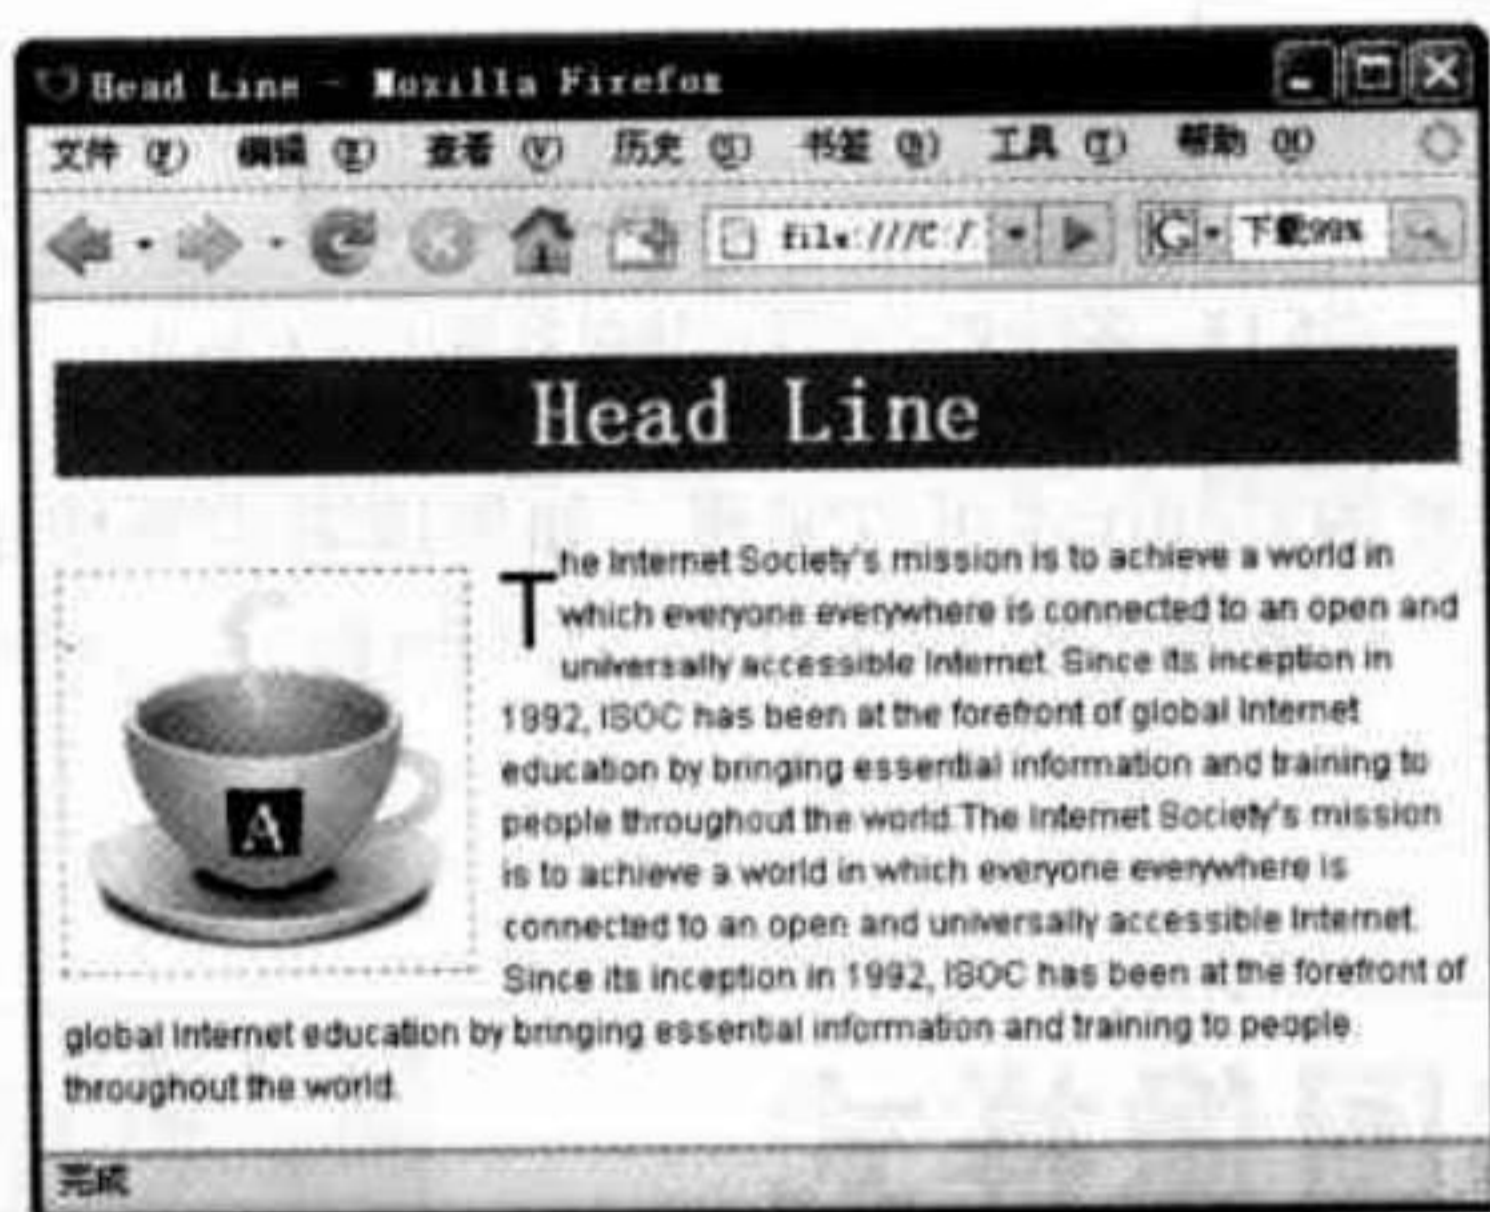 Head Line - Mozilla Firefox
文件 (F) 编辑 (E) 查看 (V) 历史 (S) 书签 (B) 工具 (T) 帮助 (H)
file:///C:/ G 下载99%
Head Line
The Internet Society's mission is to achieve a world in
which everyone everywhere is connected to an open and
universally accessible Internet. Since its inception in
1992, ISOC has been at the forefront of global Internet
education by bringing essential information and training to
people throughout the world.The Internet Society's mission
is to achieve a world in which everyone everywhere is
connected to an open and universally accessible Internet.
Since its inception in 1992, ISOC has been at the forefront of
global Internet education by bringing essential information and training to people
throughout the world.
A
完成